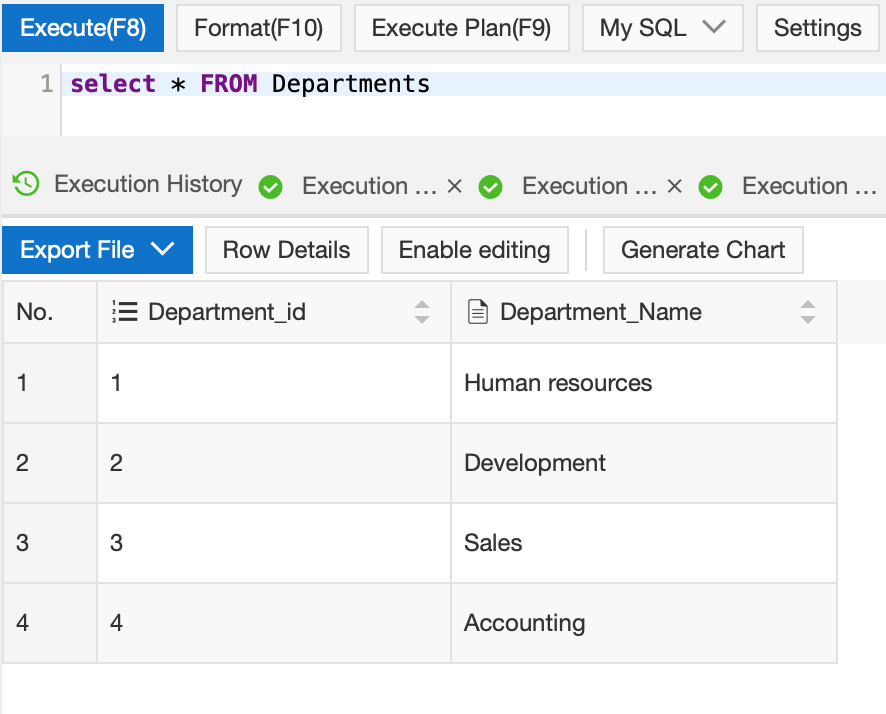 Execute(F8) Format(F10) Execute Plan(F9) My SQL Settings
1 select * FROM Departments
Execution History Execution ... × Execution ... × Execution ...
Export File Row Details Enable editing Generate Chart
No. Department_id Department_Name
1 1 Human resources
2 2 Development
3 3 Sales
4 4 Accounting